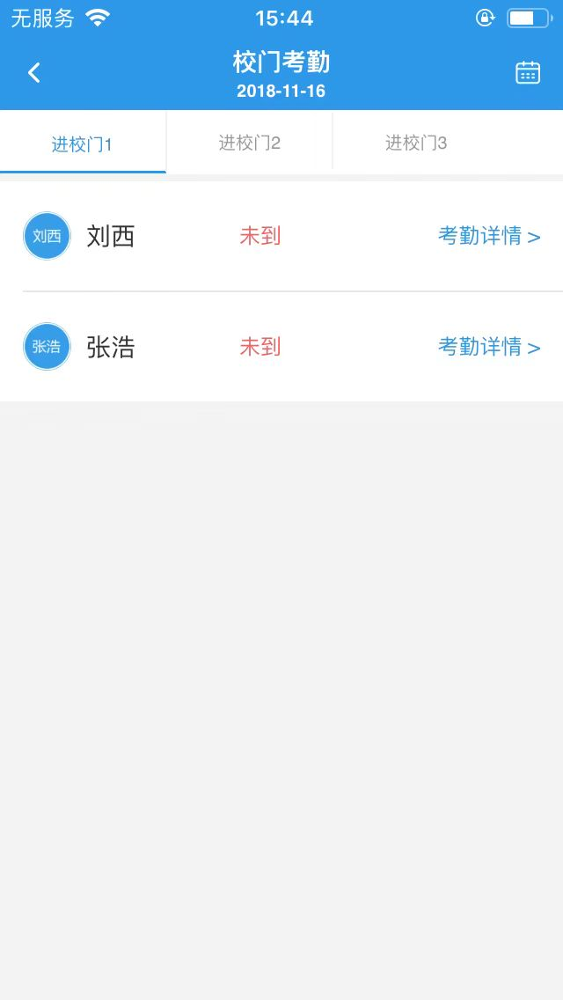 无服务 15:44
校门考勤
2018-11-16
进校门1 进校门2 进校门3
刘西 刘西 未到 考勤详情 >
张浩 张浩 未到 考勤详情 >